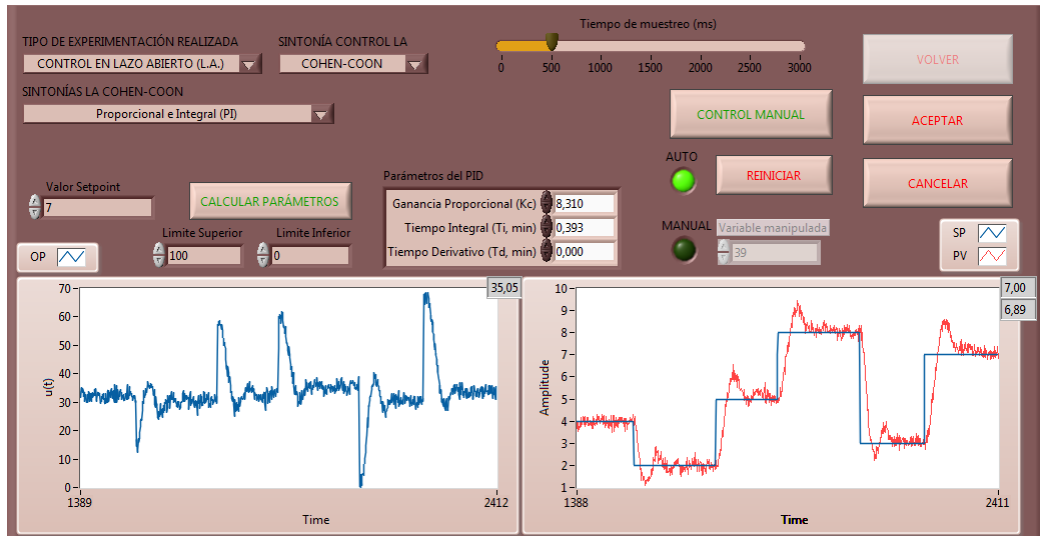 Tiempo de muestreo (ms)
TIPO DE EXPERIMENTACIÓN REALIZADA
SINTONÍA CONTROL LA
CONTROL EN LAZO ABIERTO (L.A.)
COHEN-COON
0 500 1000 1500 2000 2500 3000
VOLVER
SINTONÍAS LA COHEN-COON
Proporcional e Integral (PI)
CONTROL MANUAL
ACEPTAR
AUTO
REINICIAR
CANCELAR
Valor Setpoint
7
CALCULAR PARÁMETROS
Parámetros del PID
Ganancia Proporcional (Kc) 8,310
Tiempo Integral (Ti, min) 0,393
Tiempo Derivativo (Td, min) 0,000
MANUAL
Variable manipulada
39
SP
PV
OP
Limite Superior
100
Limite Inferior
0
35,05
70
60
50
40
30
20
10
0
u(t)
1389
2412
Time
7,00
6,89
10
9
8
7
6
5
4
3
2
1
Amplitude
1388
2411
Time